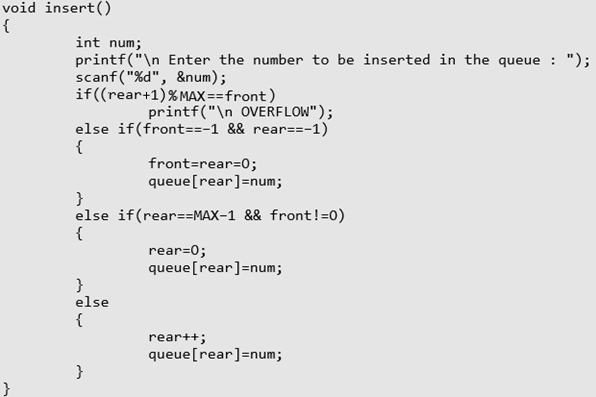 void insert()
{
        int num;
        printf("\n Enter the number to be inserted in the queue : ");
        scanf("%d", &num);
        if((rear+1)%MAX==front)
                printf("\n OVERFLOW");
        else if(front==-1 && rear==-1)
        {
                front=rear=0;
                queue[rear]=num;
        }
        else if(rear==MAX-1 && front!=0)
        {
                rear=0;
                queue[rear]=num;
        }
        else
        {
                rear++;
                queue[rear]=num;
        }
}